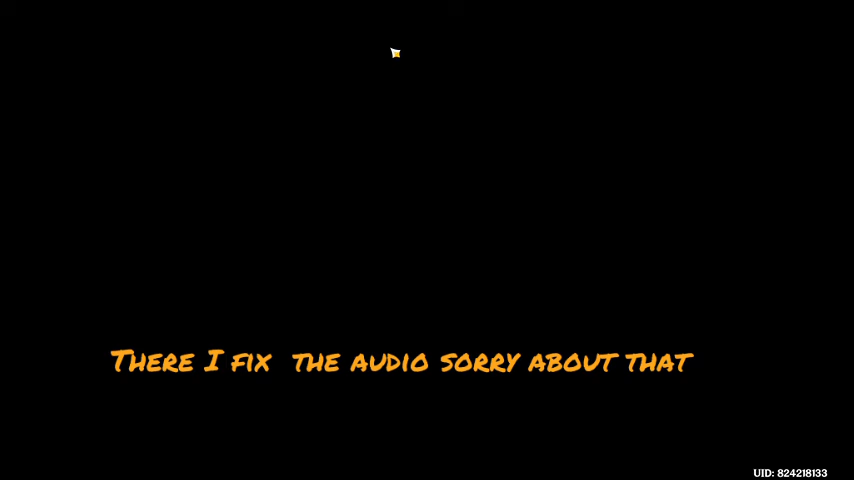 There I fix the audio sorry about that
UID: 824218133